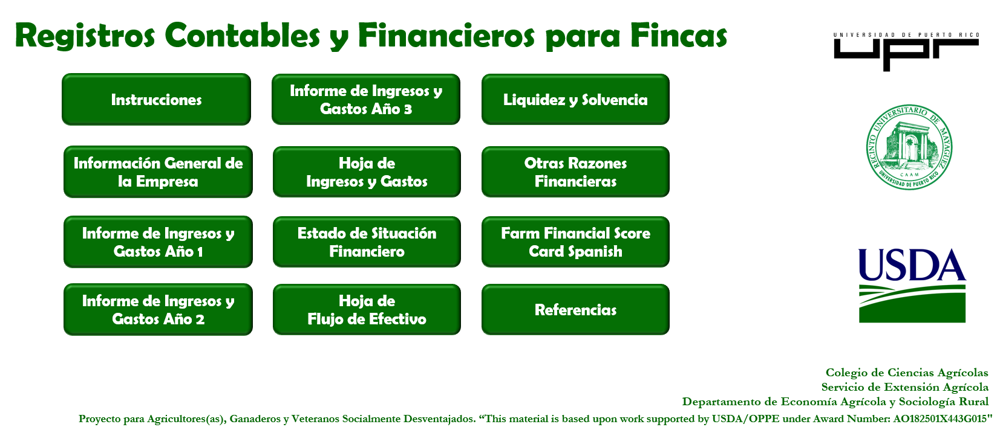 Registros Contables y Financieros para Fincas
UNIVERSIDAD DE PUERTO RICO
upr
Instrucciones
Informe de Ingresos y
Gastos Año 3
Liquidez y Solvencia
RECINTO UNIVERSITARIO DE MAYAGUEZ
CAAM
UNIVERSIDAD DE PUERTO RICO
Información General de
la Empresa
Hoja de
Ingresos y Gastos
Otras Razones
Financieras
Informe de Ingresos y
Gastos Año 1
Estado de Situación
Financiero
Farm Financial Score
Card Spanish
USDA
Informe de Ingresos y
Gastos Año 2
Hoja de
Flujo de Efectivo
Referencias
Colegio de Ciencias Agrícolas
Servicio de Extensión Agrícola
Departamento de Economía Agrícola y Sociología Rural
Proyecto para Agricultores(as), Ganaderos y Veteranos Socialmente Desventajados. “This material is based upon work supported by USDA/OPPE under Award Number: AO182501X443G015"